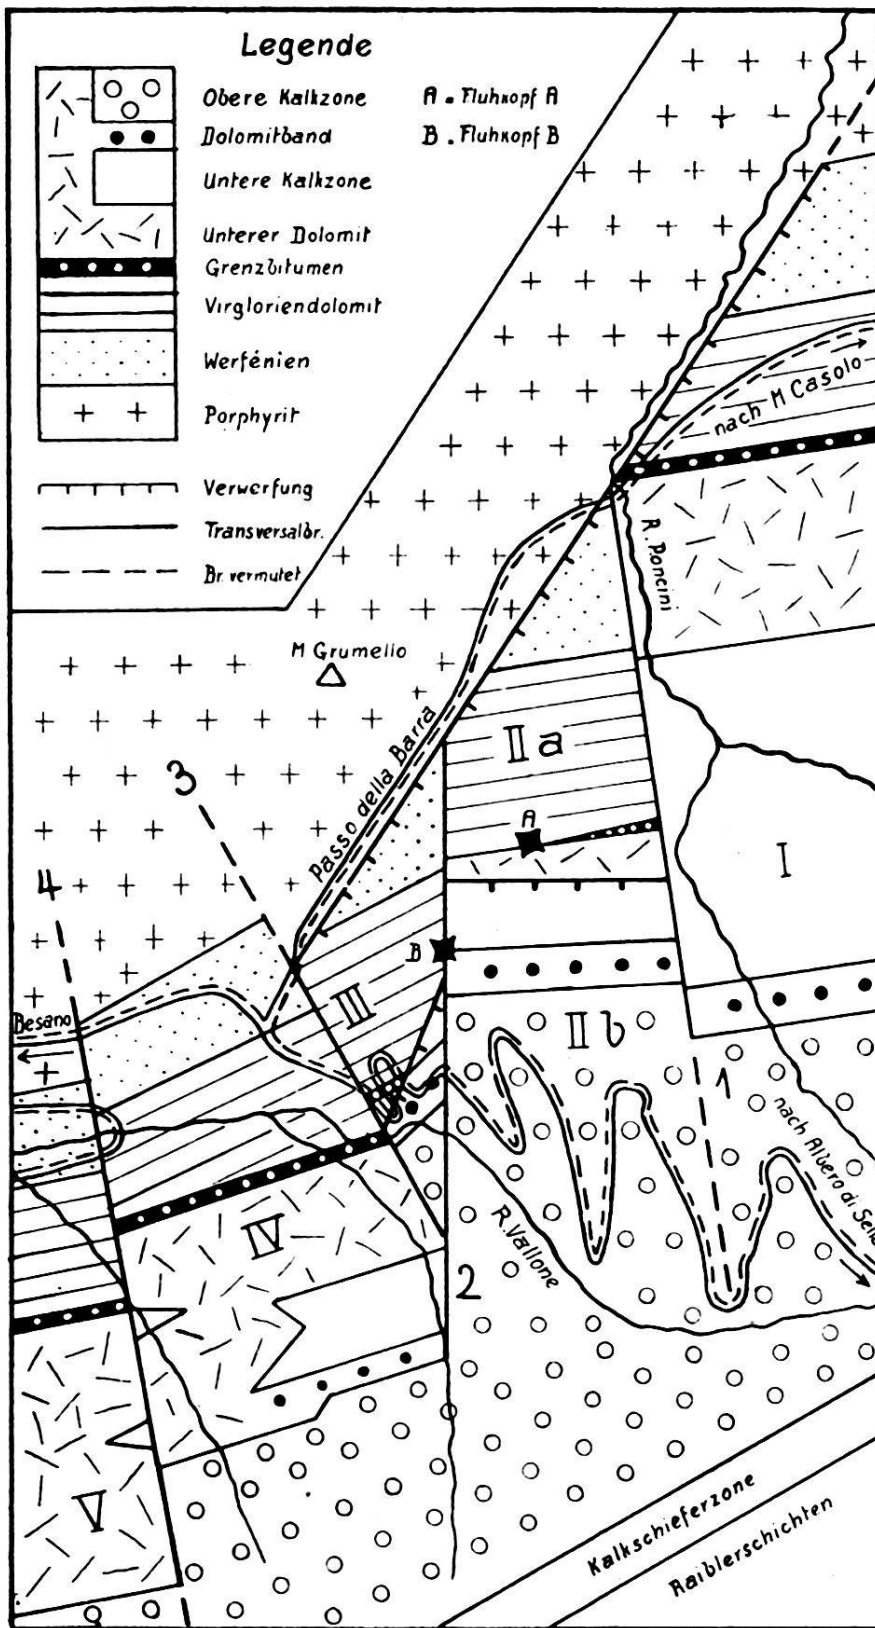 Legende
Obere Kalkzone
Dolomitband
Untere Kalkzone
Unterer Dolomit
Grenzbitumen
Virgloriendolomit
Werfénien
Porphyrit
Verwerfung
Transversalbr.
Br. vermutet
A • Fluhkopf A
B . Fluhkopf B
nach M Casolo
R. Poncini
M Grumello
Passo della Barra
3
4
IIa
A
I
B
III
IIb
Besano
1
nach Albero di Sella
IV
R. Vallone
2
V
Kalkschieferzone
Raiblerschichten